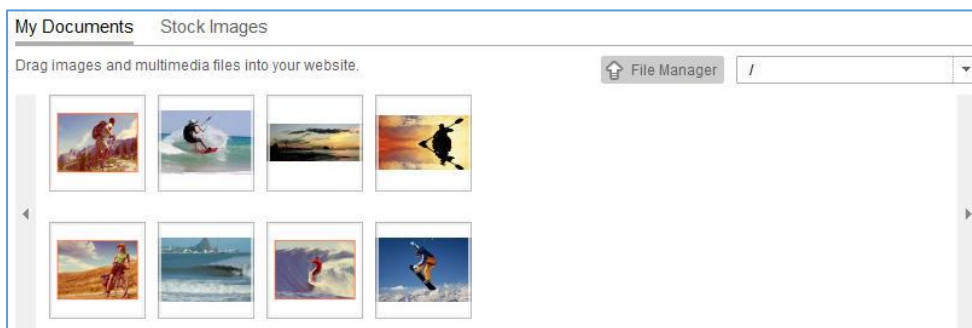 My Documents Stock Images
Drag images and multimedia files into your website.
File Manager /